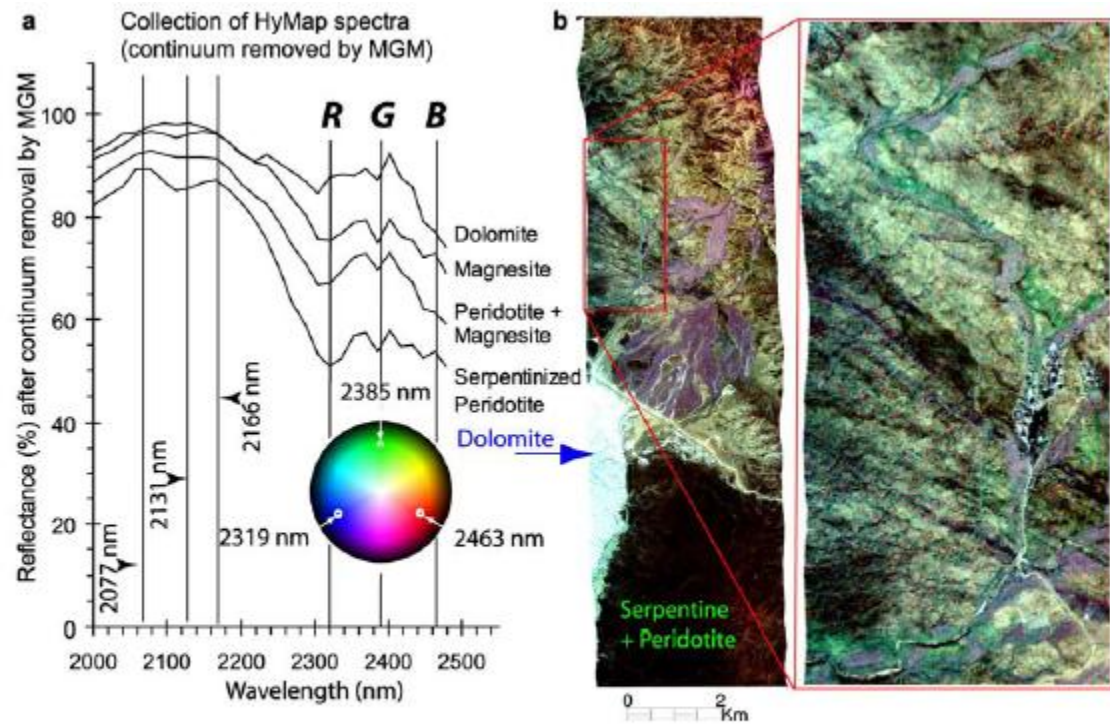 a
Collection of HyMap spectra
(continuum removed by MGM)
Reflectance (%) after continuum removal by MGM
100
80
60
40
20
0
R G B
Dolomite
Magnesite
Peridotite +
Magnesite
Serpentinized
Peridotite
2077 nm
2131 nm
2166 nm
2385 nm
2319 nm
2463 nm
2000 2100 2200 2300 2400 2500
Wavelength (nm)
b
Dolomite
Serpentine
+ Peridotite
0 2
Km